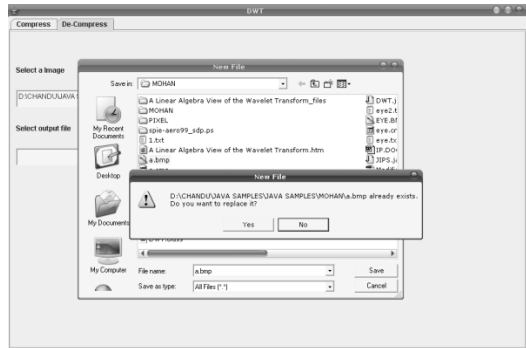 DWT
Compress De-Compress
Select a Image
D:\CHANDU\JAVA
Select output file
New File
Save in: MOHAN
My Recent Documents
Desktop
My Documents
My Computer
A Linear Algebra View of the Wavelet Transform_files
MOHAN
PIXEL
spie-aero99_sdp.ps
1.txt
A Linear Algebra View of the Wavelet Transform.htm
a.bmp
DWT.j
eye2.t
EYE.BM
eye.or
eye.tx
IP.DO
JIPS.j
New File
D:\CHANDU\JAVA SAMPLES\JAVA SAMPLES\MOHAN\a.bmp already exists.
Do you want to replace it?
Yes No
File name: a.bmp Save
Save as type: All Files (*.*) Cancel